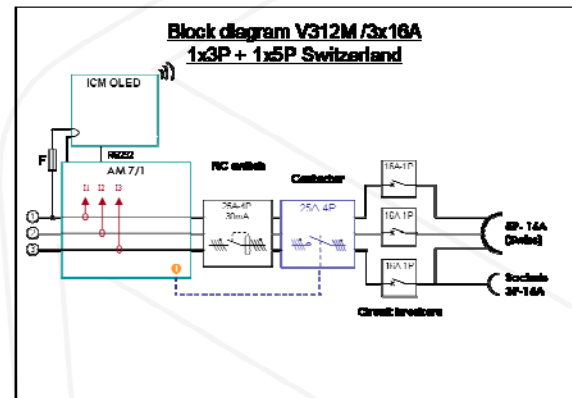 Block diagram V312M /3x16A
1x3P + 1x5P Switzerland
ICM OLED
F
RS232
AM 7/1
I1 I2 I3
RC switch
25A-4P
30mA
Contactor
25A-4P
16A-1P
16A-1P
16A-1P
1
2
3
5P- 16A
(Swiss)
Sockets
3P-16A
Circuit breakers